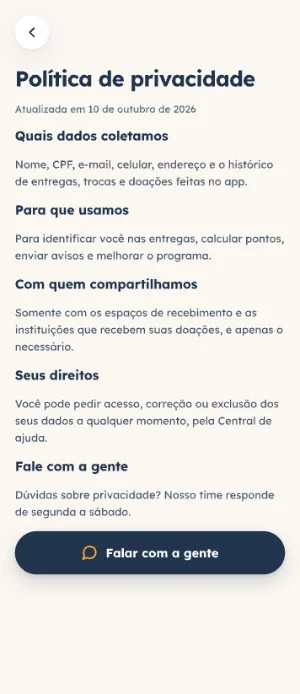 Política de privacidade
Atualizada em 10 de outubro de 2026
Quais dados coletamos
Nome, CPF, e-mail, celular, endereço e o histórico
de entregas, trocas e doações feitas no app.
Para que usamos
Para identificar você nas entregas, calcular pontos,
enviar avisos e melhorar o programa.
Com quem compartilhamos
Somente com os espaços de recebimento e as
instituições que recebem suas doações, e apenas o
necessário.
Seus direitos
Você pode pedir acesso, correção ou exclusão dos
seus dados a qualquer momento, pela Central de
ajuda.
Fale com a gente
Dúvidas sobre privacidade? Nosso time responde
de segunda a sábado.
Falar com a gente